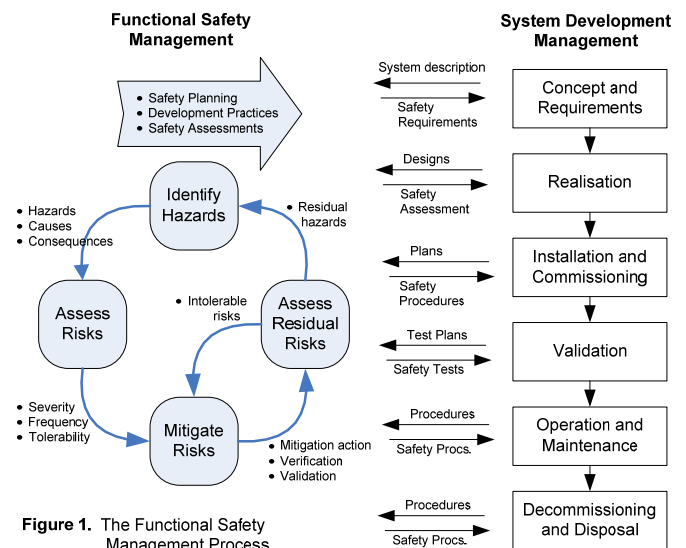 Functional Safety
Management
System Development
Management
• Safety Planning
• Development Practices
• Safety Assessments
Identify
Hazards
• Hazards
• Causes
• Consequences
• Residual
hazards
Assess
Risks
• Intolerable
risks
Assess
Residual
Risks
• Severity
• Frequency
• Tolerability
Mitigate
Risks
• Mitigation action
• Verification
• Validation
System description
Safety
Requirements
Concept and
Requirements
Designs
Safety
Assessment
Realisation
Plans
Safety
Procedures
Installation and
Commissioning
Test Plans
Safety Tests
Validation
Procedures
Safety Procs.
Operation and
Maintenance
Procedures
Safety Procs.
Decommissioning
and Disposal
Figure 1. The Functional Safety
Management Process